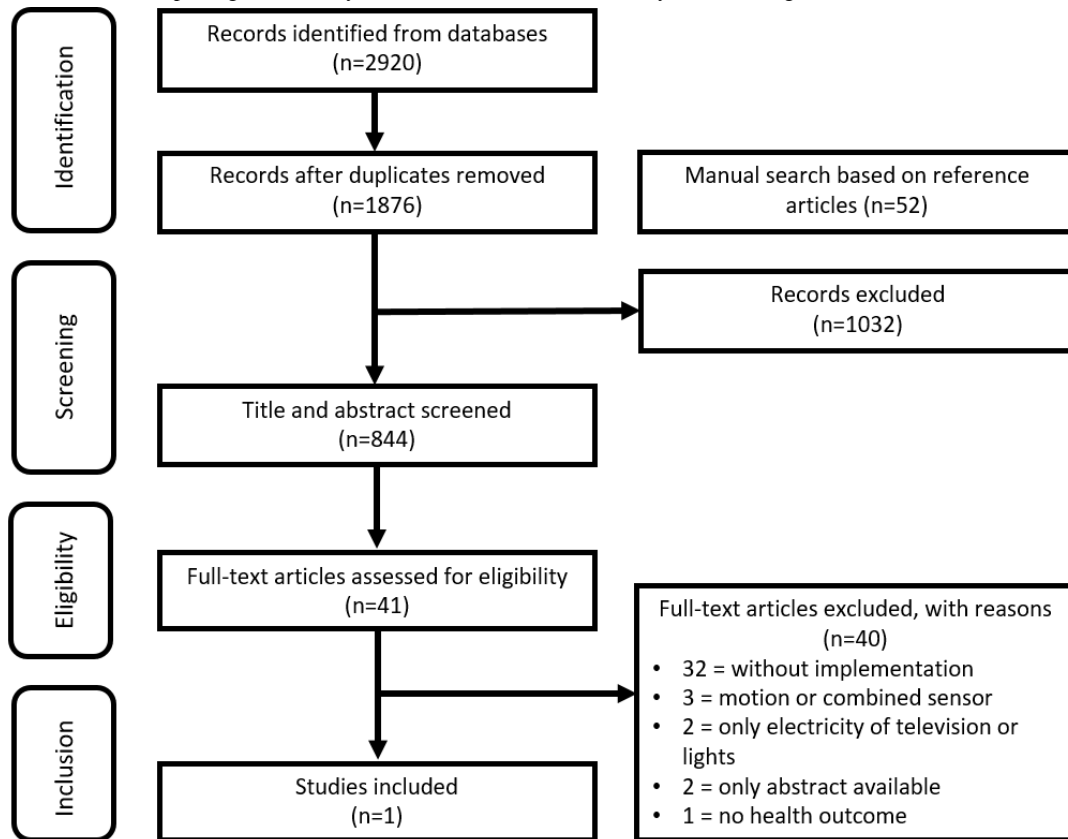 Identification
Records identified from databases
(n=2920)
Records after duplicates removed
(n=1876)
Manual search based on reference
articles (n=52)
Screening
Records excluded
(n=1032)
Title and abstract screened
(n=844)
Eligibility
Full-text articles assessed for eligibility
(n=41)
Full-text articles excluded, with reasons
(n=40)
• 32 = without implementation
• 3 = motion or combined sensor
• 2 = only electricity of television or
lights
• 2 = only abstract available
• 1 = no health outcome
Inclusion
Studies included
(n=1)